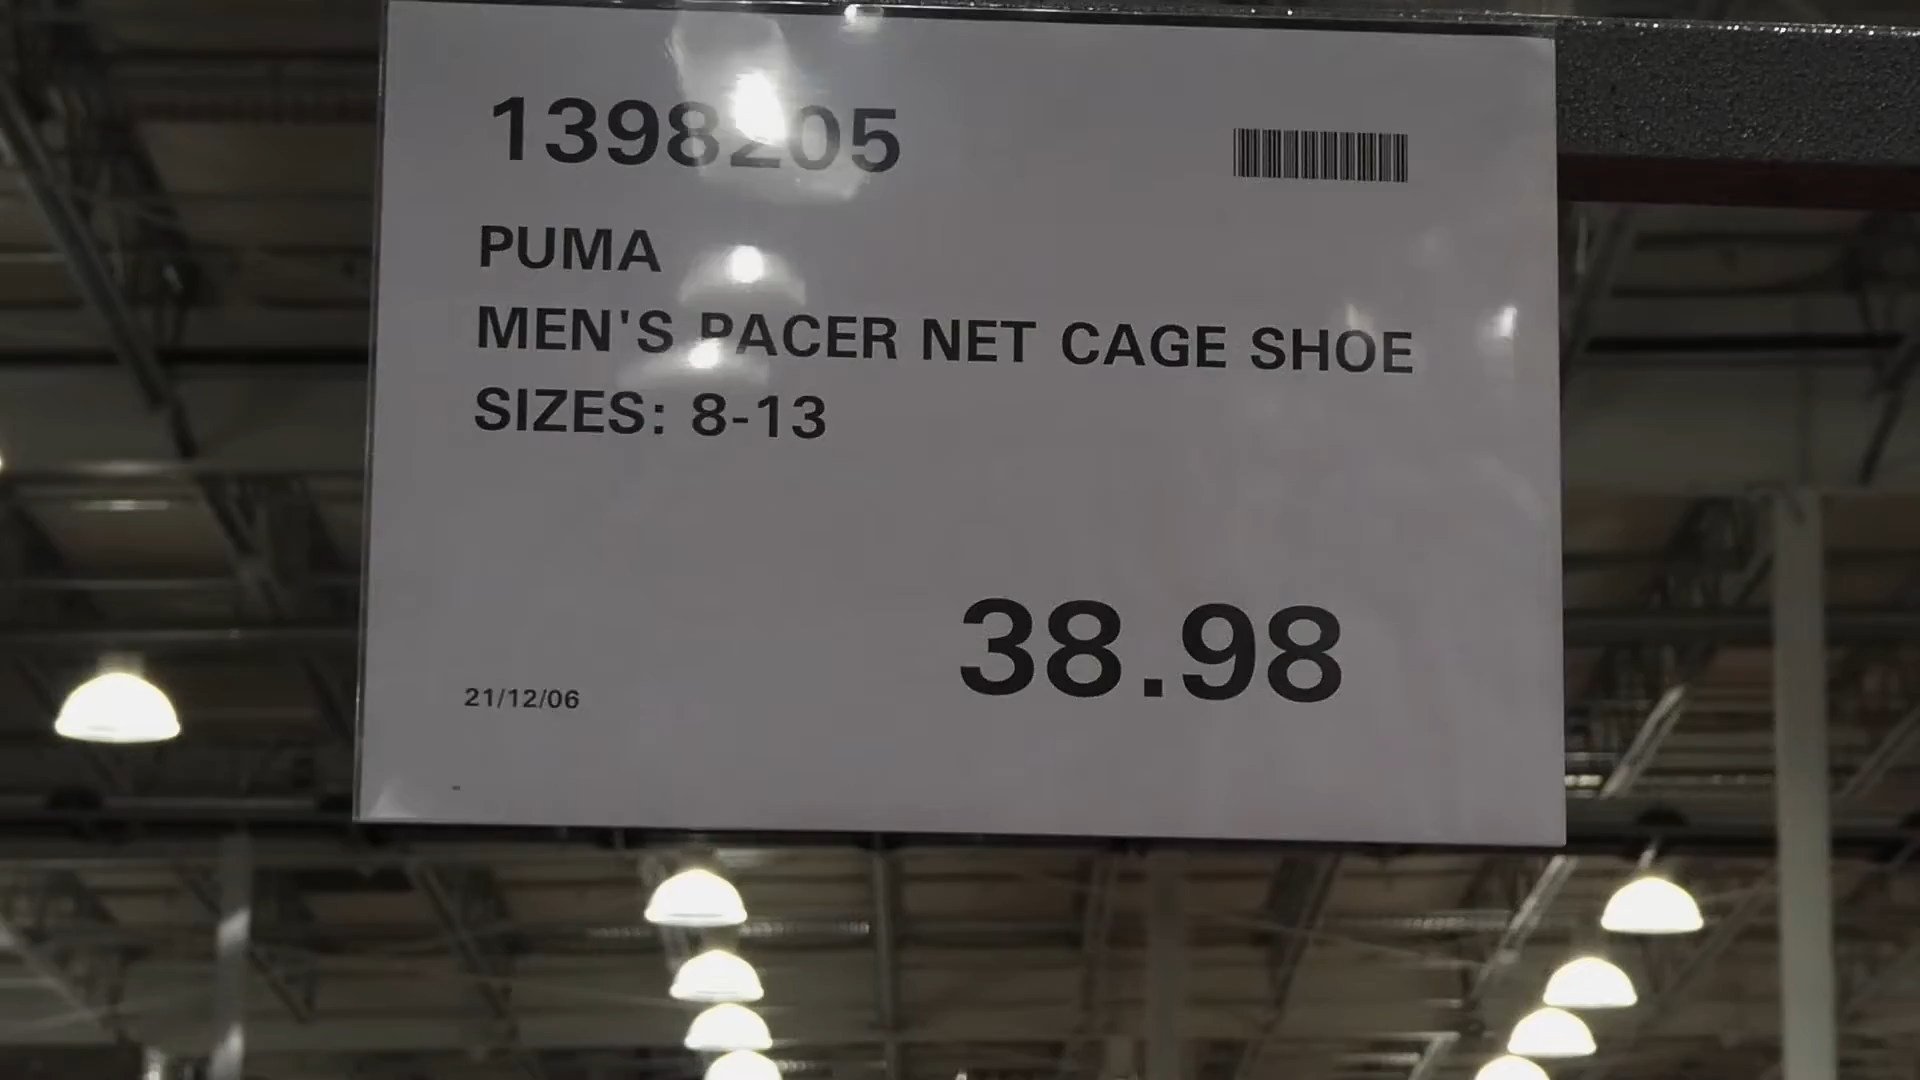 1398205
PUMA
MEN'S PACER NET CAGE SHOE
SIZES: 8-13
38.98
21/12/06